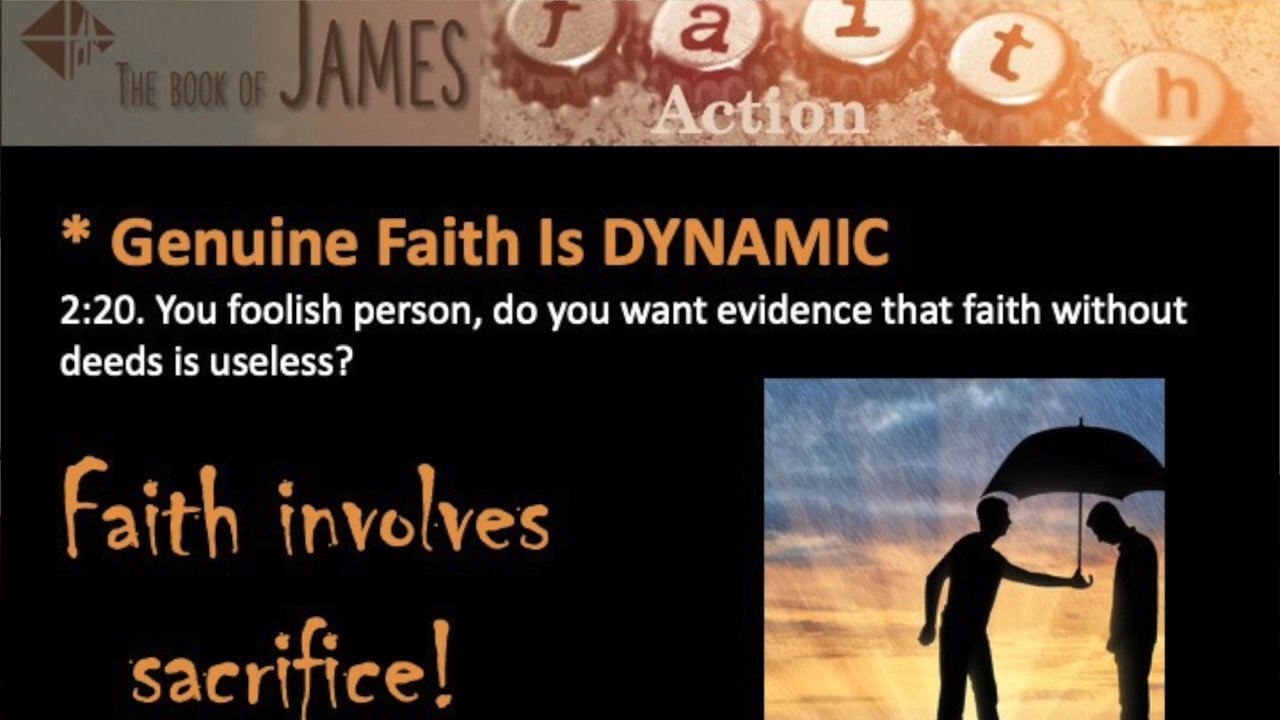 THE BOOK OF JAMES
faith
Action
* Genuine Faith Is DYNAMIC
2:20. You foolish person, do you want evidence that faith without
deeds is useless?
Faith involves
sacrifice!